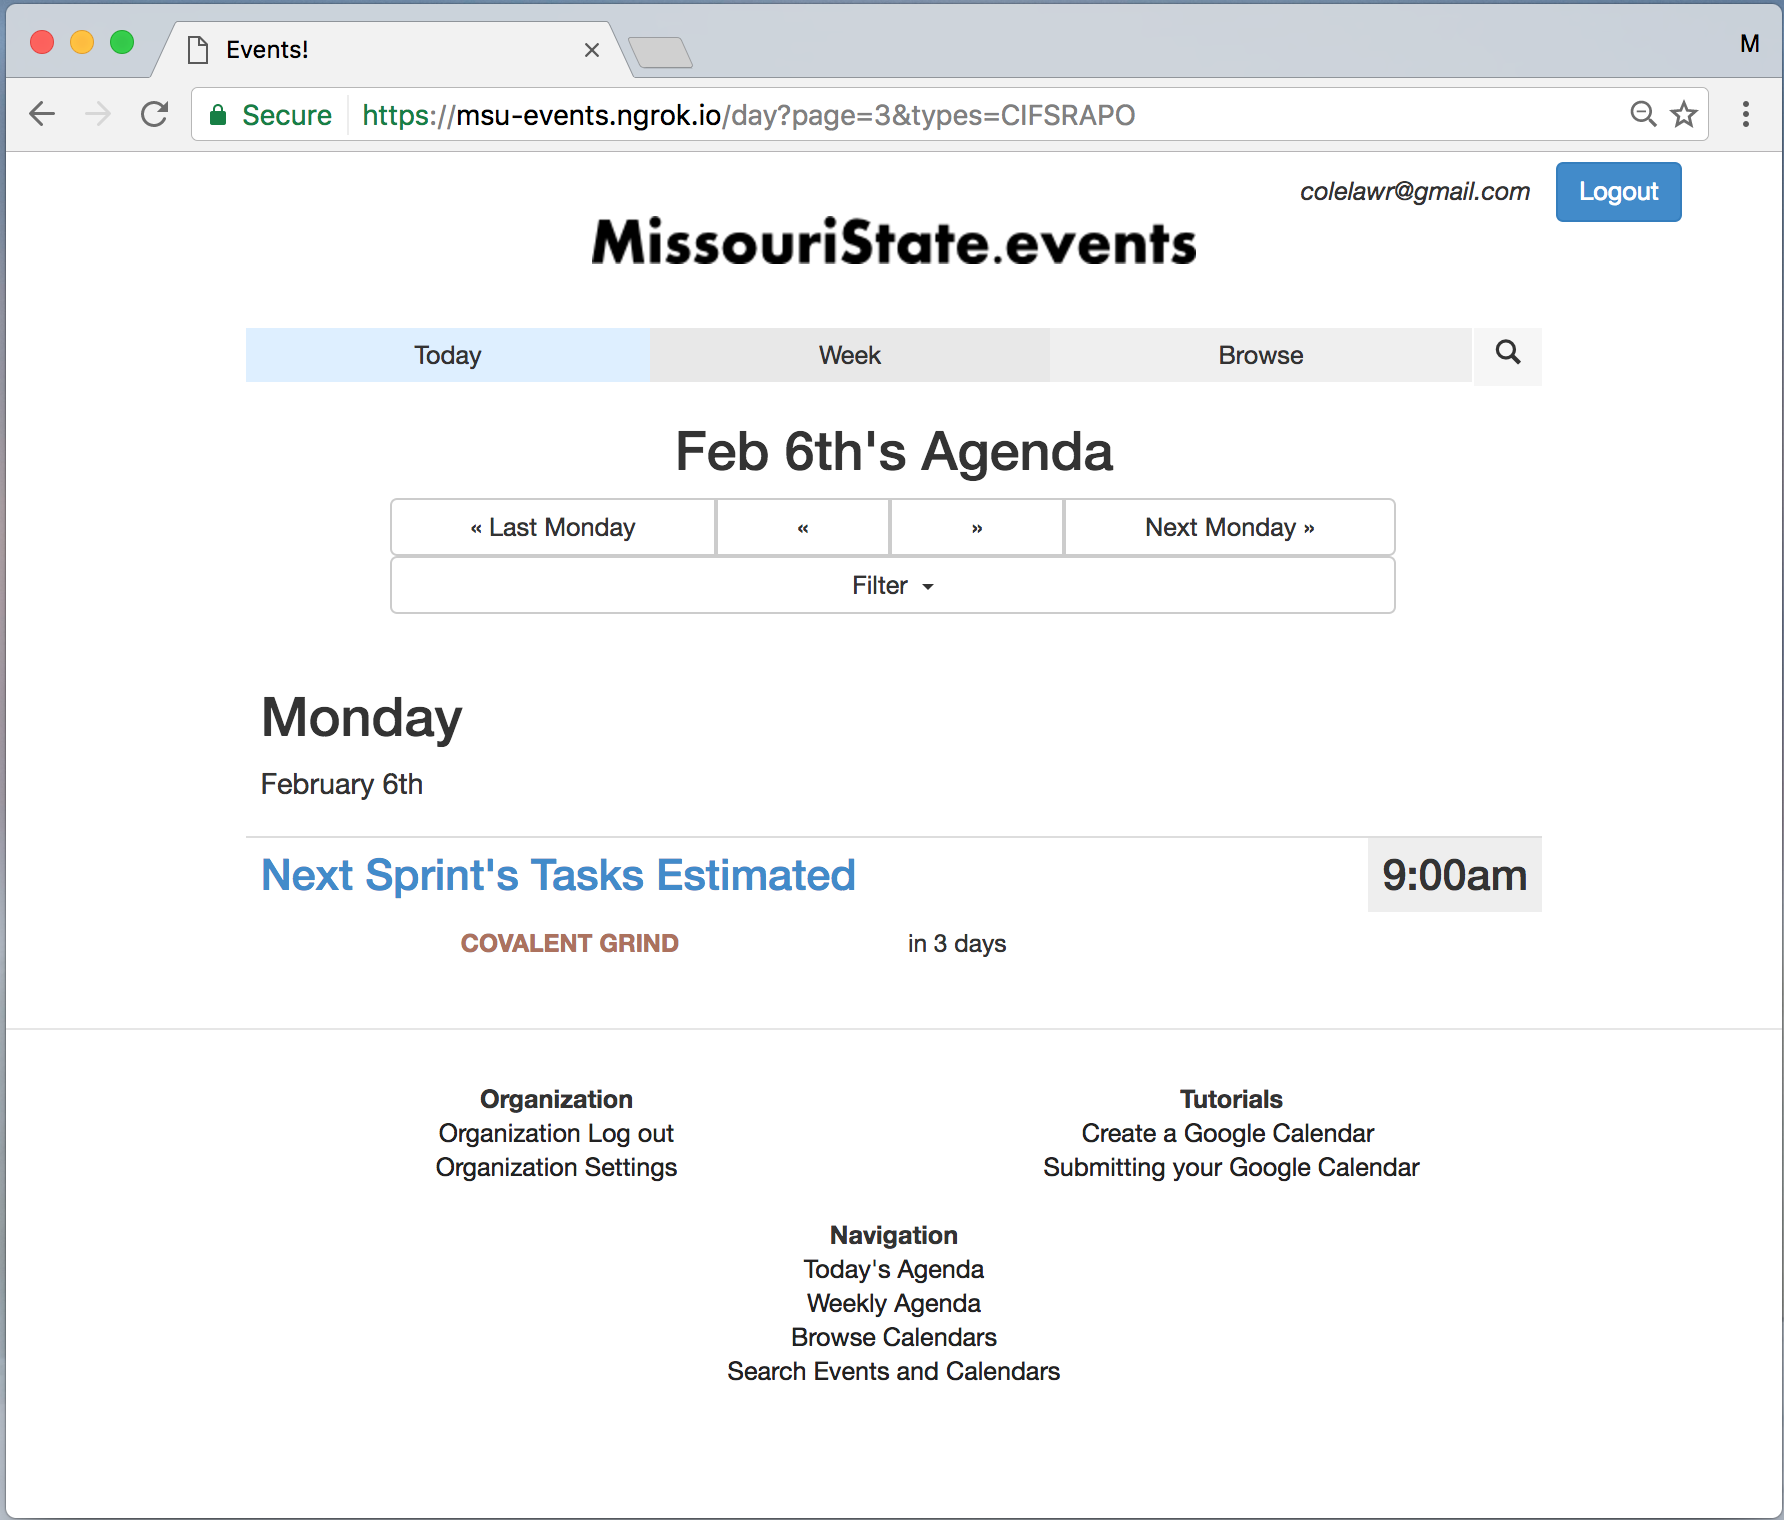 Events!
M
Secure https://msu-events.ngrok.io/day?page=3&types=CIFSRAPO
colelawr@gmail.com Logout
MissouriState.events
Today Week Browse
Feb 6th's Agenda
« Last Monday « » Next Monday »
Filter
Monday
February 6th
Next Sprint's Tasks Estimated 9:00am
COVALENT GRIND in 3 days
Organization
Organization Log out
Organization Settings
Tutorials
Create a Google Calendar
Submitting your Google Calendar
Navigation
Today's Agenda
Weekly Agenda
Browse Calendars
Search Events and Calendars